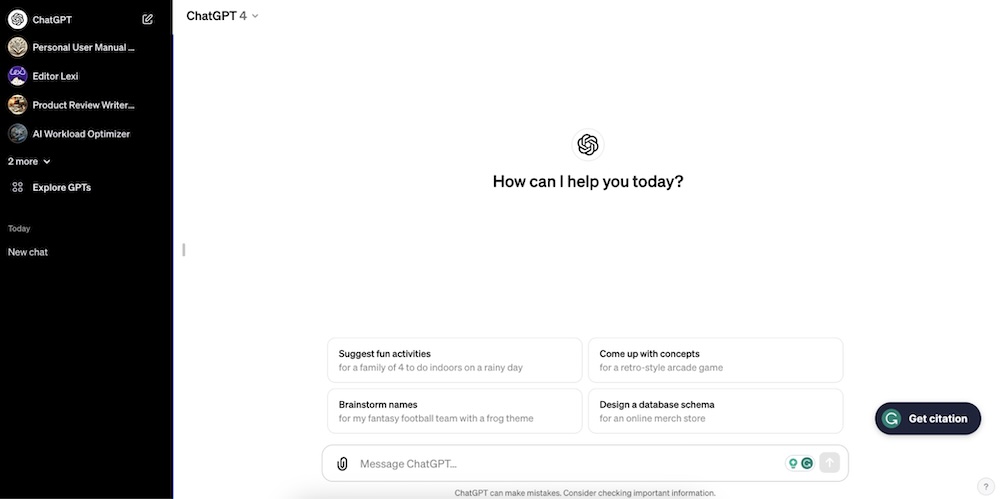 ChatGPT
Personal User Manual ...
Editor Lexi
Product Review Writer...
AI Workload Optimizer
2 more
Explore GPTs
Today
New chat
ChatGPT 4
How can I help you today?
Suggest fun activities
for a family of 4 to do indoors on a rainy day
Come up with concepts
for a retro-style arcade game
Brainstorm names
for my fantasy football team with a frog theme
Design a database schema
for an online merch store
Get citation
Message ChatGPT...
ChatGPT can make mistakes. Consider checking important information.
?